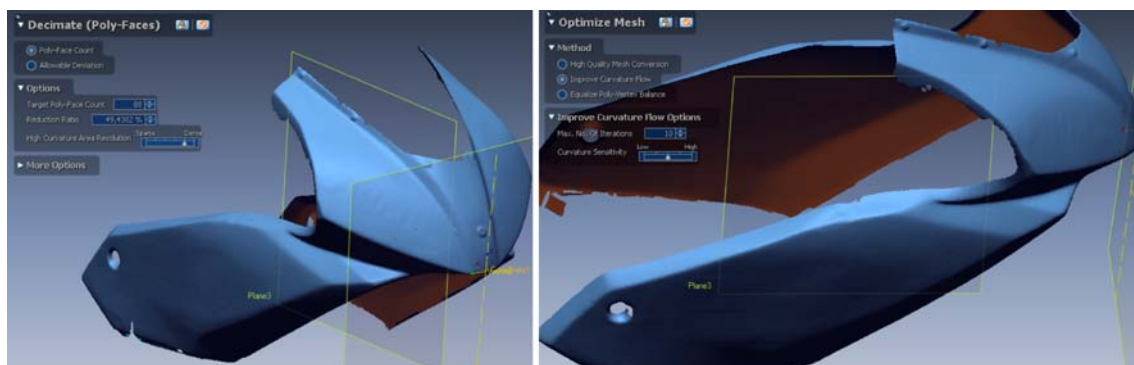 Decimate (Poly-Faces)
Poly-Face Count
Allowable Deviation
Options
Target Poly-Face Count
Reduction Ratio 49,4382 %
Sparse Dense
High Curvature Area Resolution
More Options
Plane3
Optimize Mesh
Method
High Quality Mesh Conversion
Improve Curvature Flow
Equalize Poly-Vertex Balance
Improve Curvature Flow Options
Max. No. Of Iterations 10
Low High
Curvature Sensitivity
Plane3